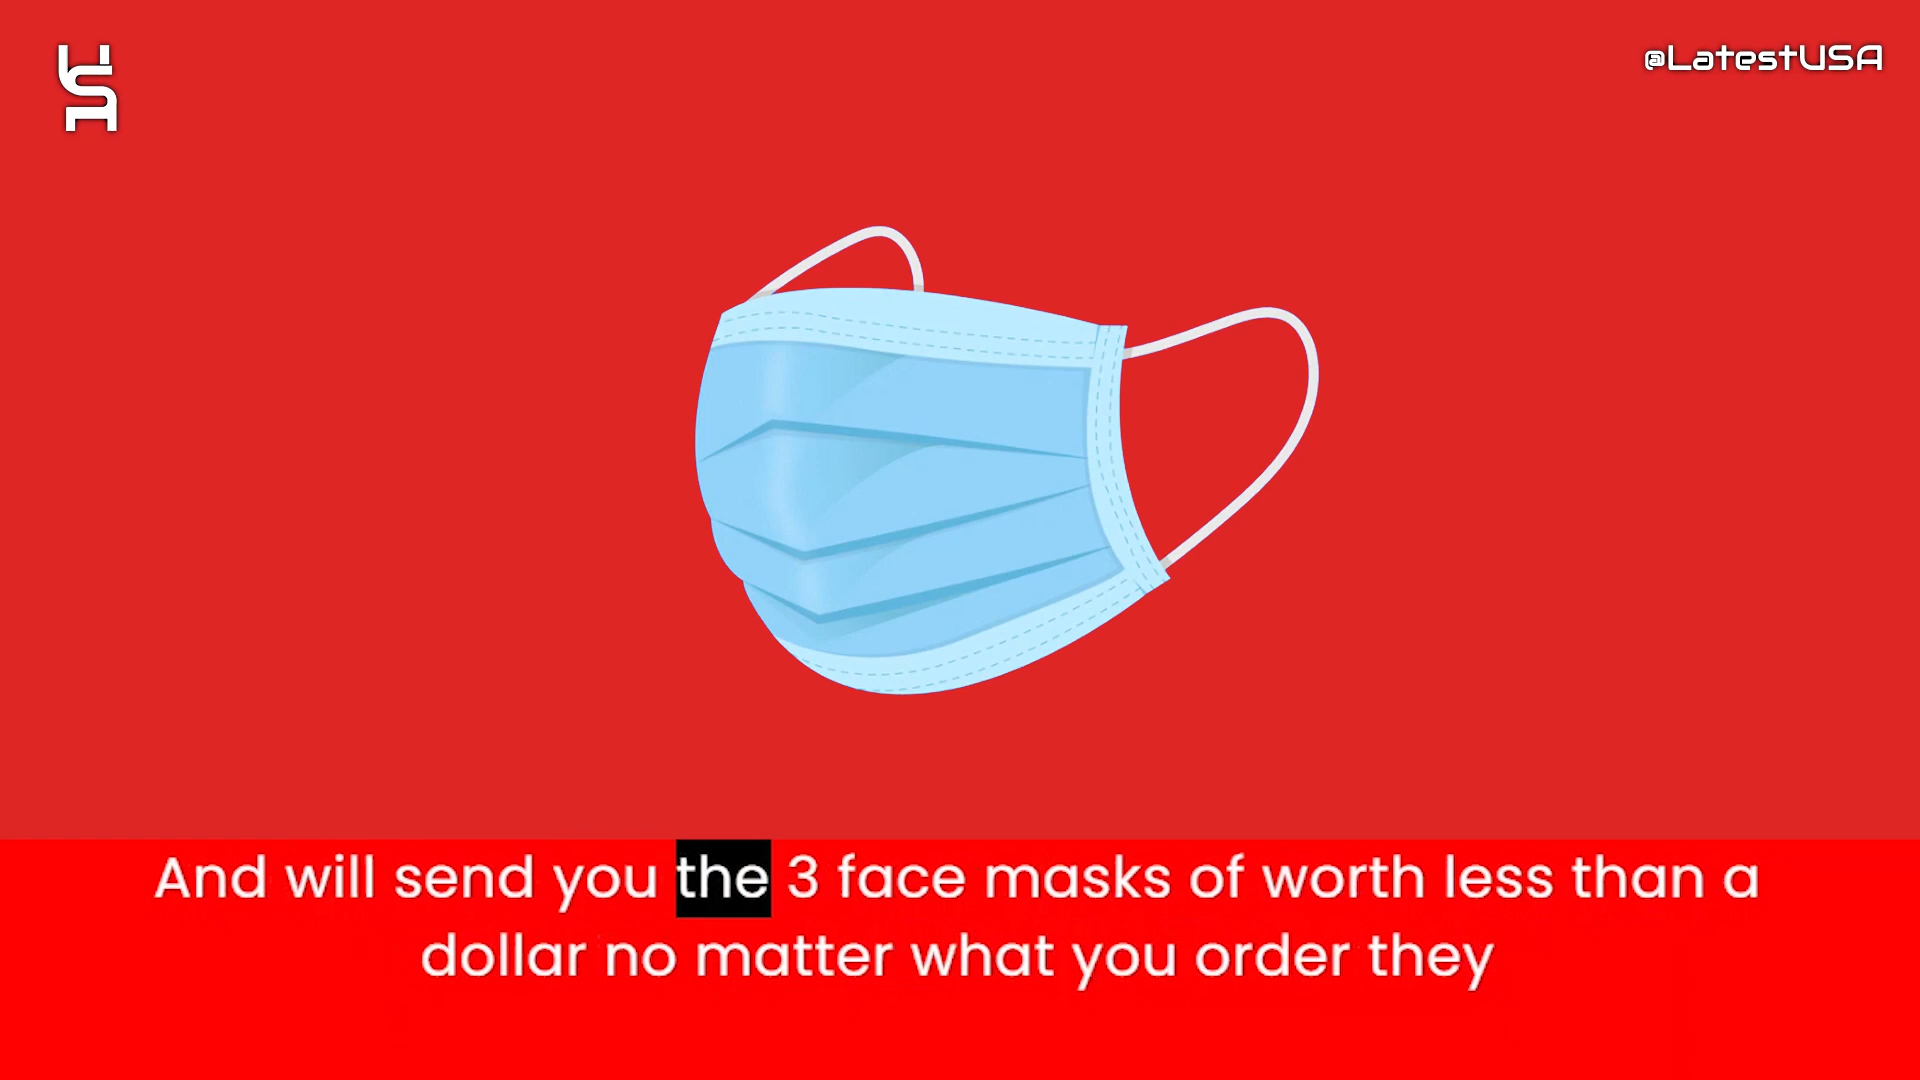 USA
@LatestUSA
And will send you the 3 face masks of worth less than a
dollar no matter what you order they